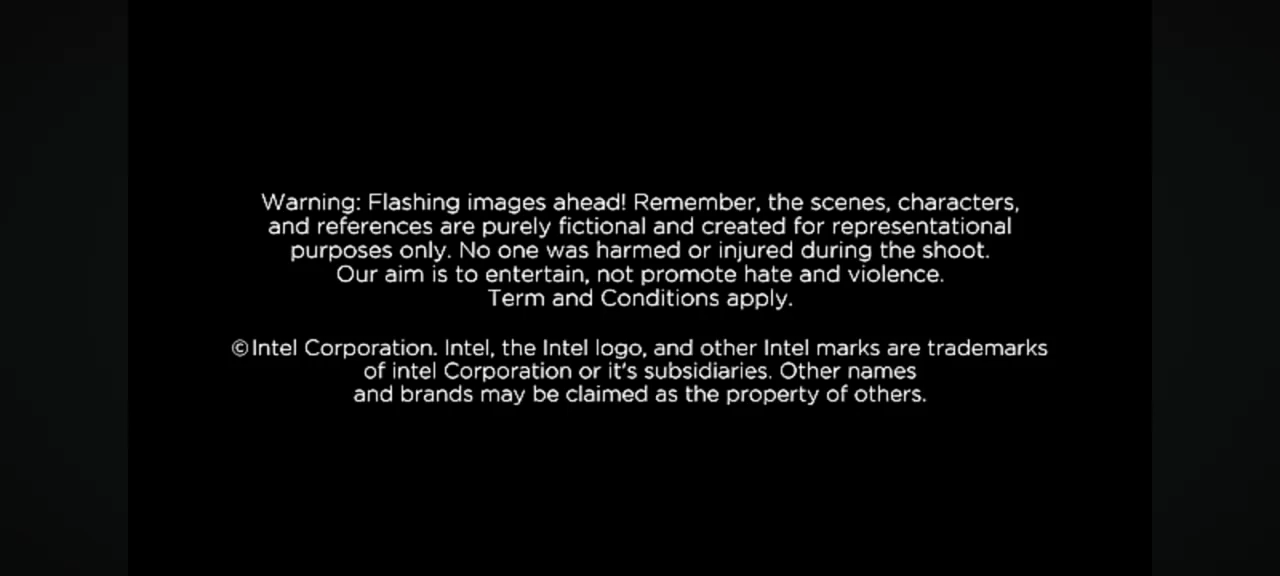 Warning: Flashing images ahead! Remember, the scenes, characters,
and references are purely fictional and created for representational
purposes only. No one was harmed or injured during the shoot.
Our aim is to entertain, not promote hate and violence.
Term and Conditions apply.
©Intel Corporation. Intel, the Intel logo, and other Intel marks are trademarks
of intel Corporation or it's subsidiaries. Other names
and brands may be claimed as the property of others.